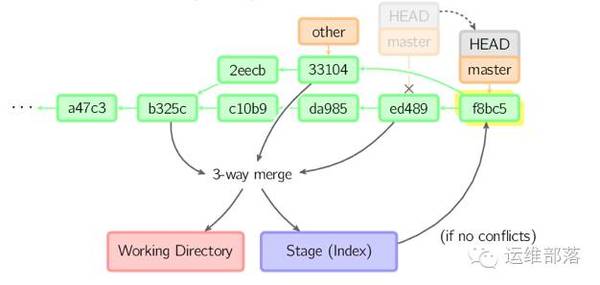 HEAD
master
other
HEAD
master
2eecb
33104
...
a47c3
b325c
c10b9
da985
ed489
f8bc5
3-way merge
Working Directory
Stage (Index)
(if no conflicts)
运维部落